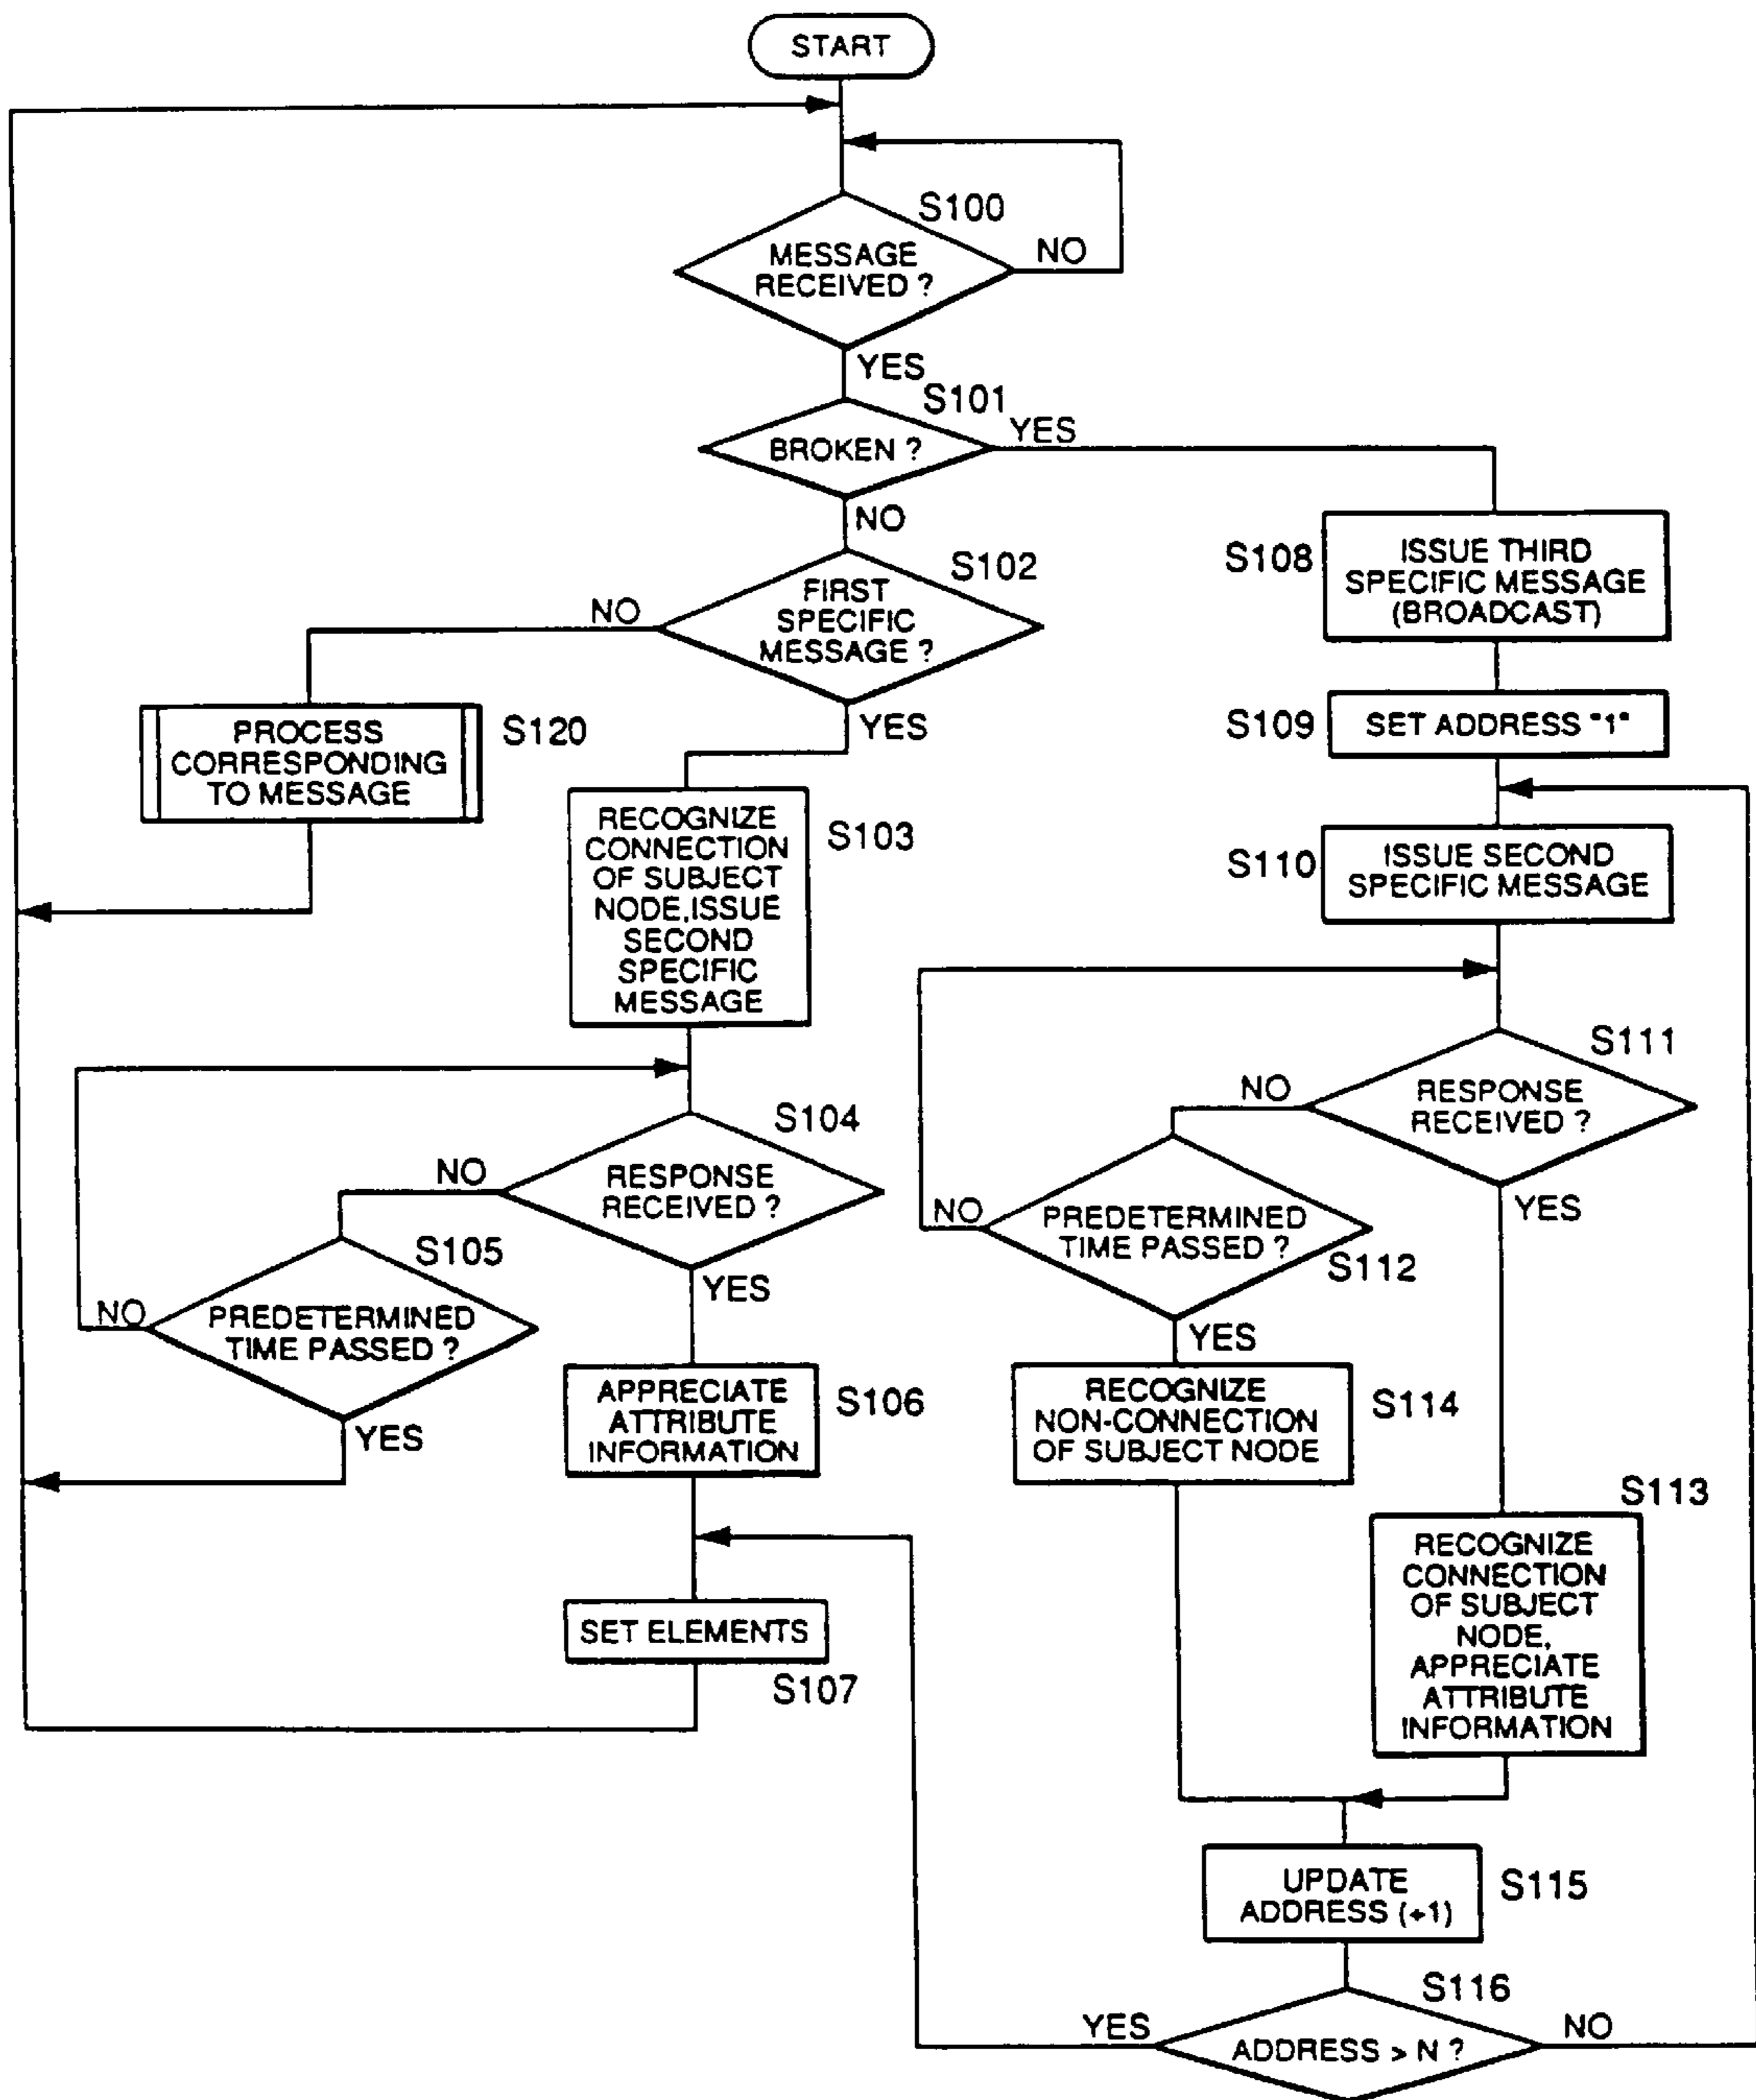 START
S100
MESSAGE
RECEIVED ?
NO
YES
S101
BROKEN ?
YES
NO
S102
FIRST
SPECIFIC
MESSAGE ?
NO
YES
S108
ISSUE THIRD
SPECIFIC MESSAGE
(BROADCAST)
S120
PROCESS
CORRESPONDING
TO MESSAGE
S109
SET ADDRESS "1"
S103
RECOGNIZE
CONNECTION
OF SUBJECT
NODE,ISSUE
SECOND
SPECIFIC
MESSAGE
S110
ISSUE SECOND
SPECIFIC MESSAGE
S104
RESPONSE
RECEIVED ?
NO
YES
S111
RESPONSE
RECEIVED ?
NO
YES
S105
PREDETERMINED
TIME PASSED ?
NO
YES
PREDETERMINED
TIME PASSED ?
S112
NO
YES
APPRECIATE
ATTRIBUTE
INFORMATION
S106
RECOGNIZE
NON-CONNECTION
OF SUBJECT NODE
S114
S113
RECOGNIZE
CONNECTION
OF SUBJECT
NODE,
APPRECIATE
ATTRIBUTE
INFORMATION
SET ELEMENTS
S107
UPDATE
ADDRESS (+1)
S115
S116
YES
ADDRESS > N ?
NO